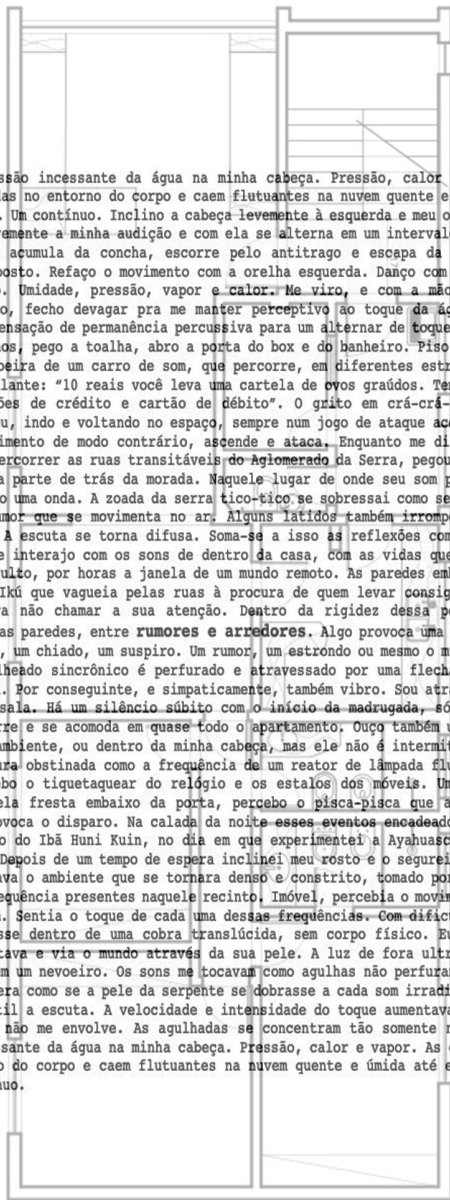 ssão incessante da água na minha cabeça. Pressão, calor
das no entorno do corpo e caem flutuantes na nuvem quente e
. Um contínuo. Inclino a cabeça levemente à esquerda e meu o
vemente a minha audição e com ela se alterna em um interval
acumula da concha, escorre pelo antitrago e escapa da
posto. Refaço o movimento com a orelha esquerda. Danço com
o. Umidade, pressão, vapor e calor. Me viro, e com a mão
o, fecho devagar pra me manter perceptivo ao toque da ág
ensação de permanência percussiva para um alternar de toque
hos, pego a toalha, abro a porta do box e do banheiro. Piso
oeira de um carro de som, que percorre, em diferentes estr
lante: “10 reais você leva uma cartela de ovos graúdos. Te
ões de crédito e cartão de débito”. O grito em crá-crá-
u, indo e voltando no espaço, sempre num jogo de ataque ac
imento de modo contrário, ascende e ataca. Enquanto me di
ercorrer as ruas transitáveis do Aglomerado da Serra, pegou
a parte de trás da morada. Naquele lugar de onde seu som p
o uma onda. A zoada da serra tico-tico se sobressai como se
umor que se movimenta no ar. Alguns latidos também irromp
A escuta se torna difusa. Soma-se a isso as reflexões com
e interajo com os sons de dentro da casa, com as vidas que
ulto, por horas a janela de um mundo remoto. As paredes em
Ikú que vagueia pelas ruas à procura de quem levar consig
ra não chamar a sua atenção. Dentro da rigidez dessa p
as paredes, entre rumores e arredores. Algo provoca uma
, um chiado, um suspiro. Um rumor, um estrondo ou mesmo o m
lheado sincrônico é perfurado e atravessado por uma flech
. Por conseguinte, e simpaticamente, também vibro. Sou atr
sala. Há um silêncio súbito com o início da madrugada, só
rre e se acomoda em quase todo o apartamento. Ouço também u
ambiente, ou dentro da minha cabeça, mas ele não é intermit
ura obstinada como a frequência de um reator de lâmpada flu
ebo o tiquetaquear do relógio e os estalos dos móveis. Um
ela fresta embaixo da porta, percebo o pisca-pisca que a
ovoca o disparo. Na calada da noite esses eventos encadead
o do Ibã Huni Kuin, no dia em que experimentei a Ayahuasc
Depois de um tempo de espera inclinei meu rosto e o segurei
ava o ambiente que se tornara denso e concreto, tomado por
equência presentes naquele recinto. Imóvel, percebia o movim
a. Sentia o toque de cada uma dessas frequências. Com dificu
sse dentro de uma cobra translúcida, sem corpo físico. Eu
tava e via o mundo através da sua pele. A luz de fora ultr
m um nevoeiro. Os sons me tocavam como agulhas não perfura
era como se a pele da serpente se dobrasse a cada som irradi
til a escuta. A velocidade e intensidade do toque aumentava
não me envolve. As agulhadas se concentram tão somente n
ssante da água na minha cabeça. Pressão, calor e vapor. As
o do corpo e caem flutuantes na nuvem quente e úmida até e
nuo.